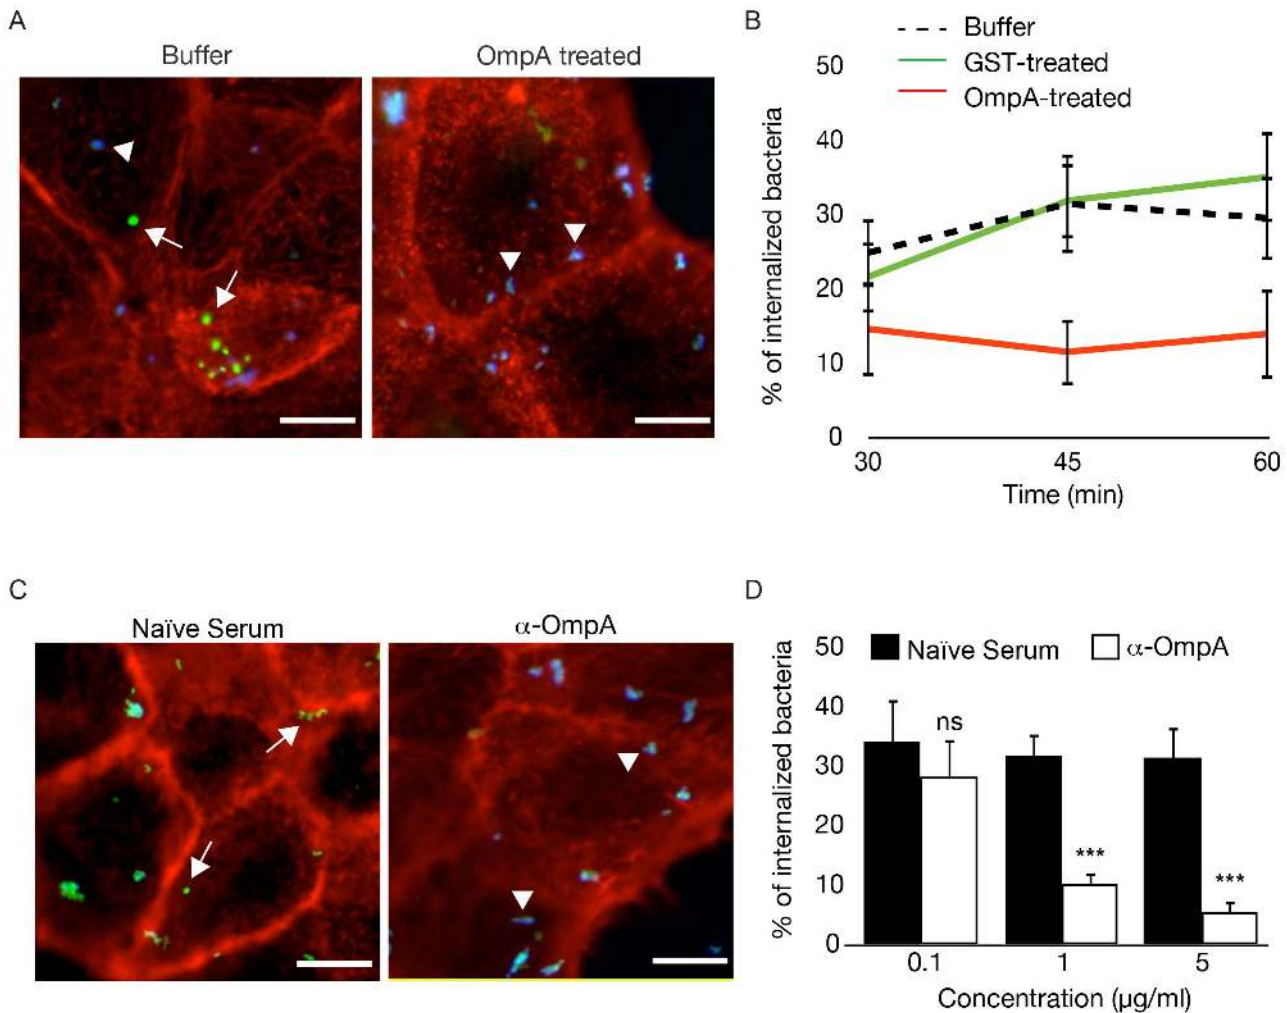 A
Buffer
OmpA treated
B
Buffer
GST-treated
OmpA-treated
% of internalized bacteria
50
40
30
20
10
0
30 45 60
Time (min)
C
Naïve Serum
α-OmpA
D
Naïve Serum
α-OmpA
% of internalized bacteria
50
40
30
20
10
0
ns
***
***
0.1 1 5
Concentration (µg/ml)